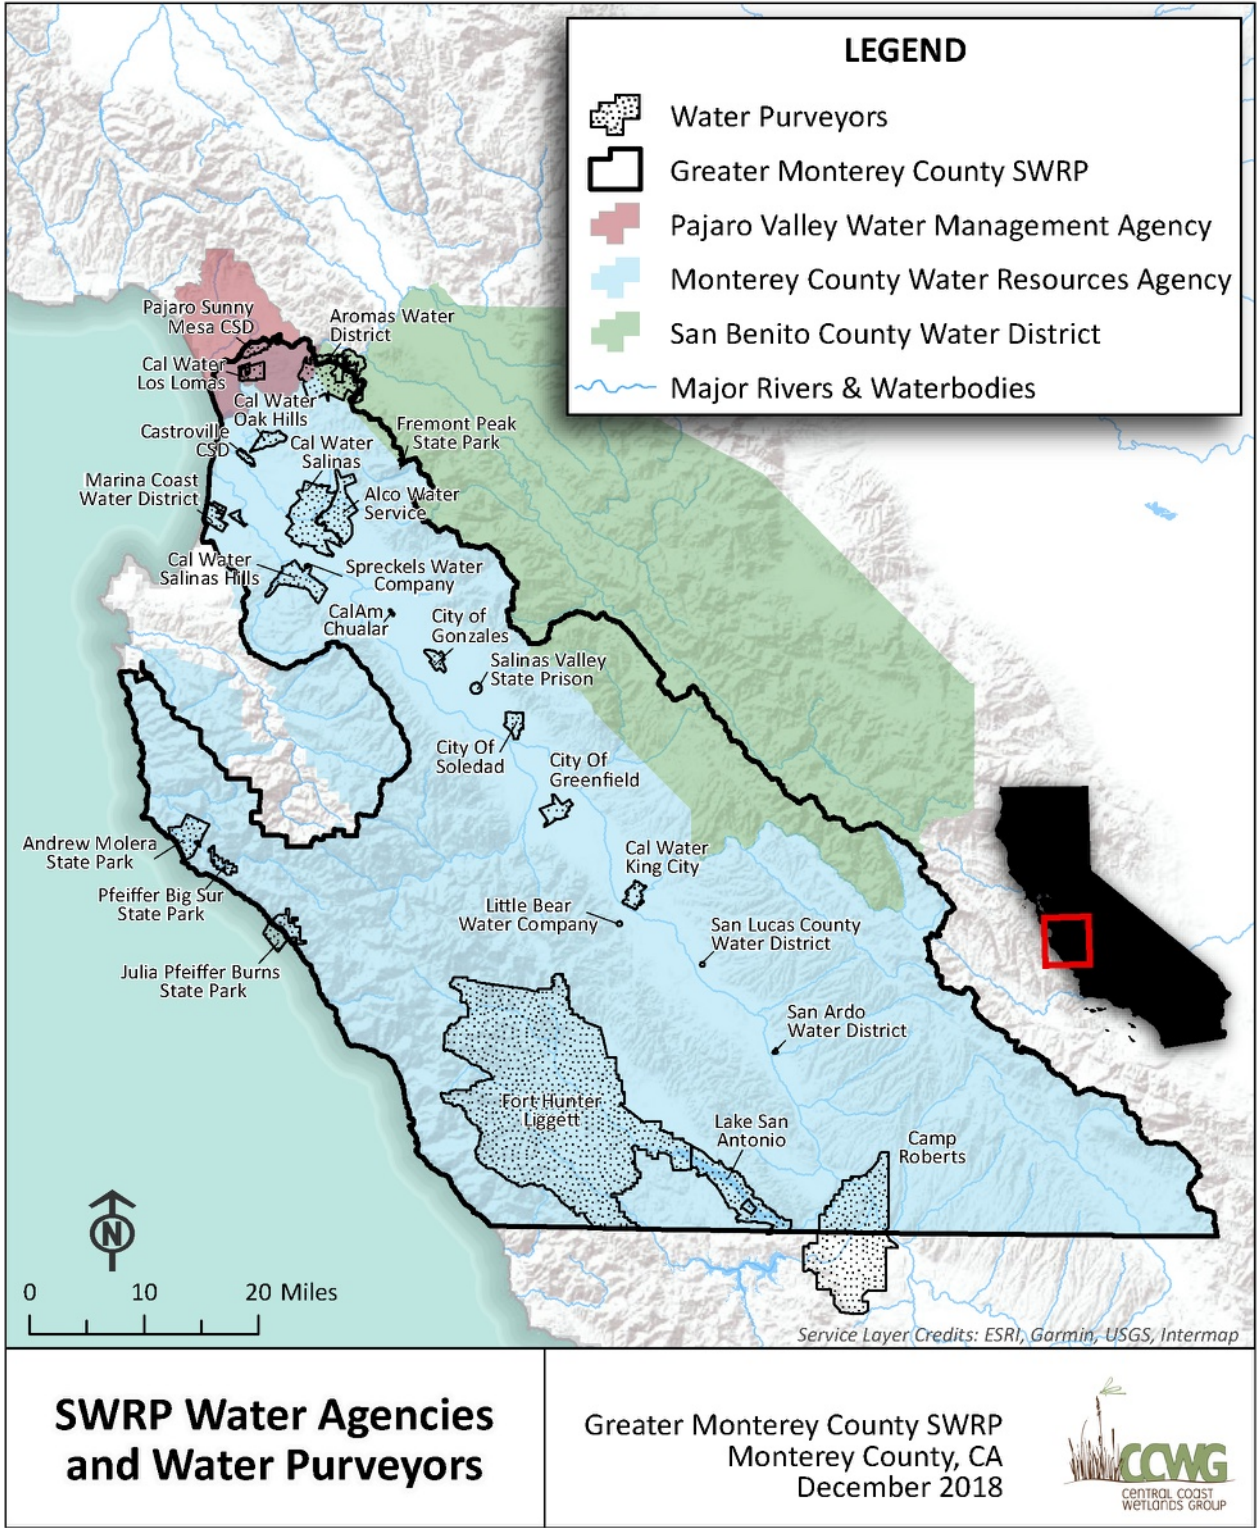 LEGEND
Water Purveyors
Greater Monterey County SWRP
Pajaro Valley Water Management Agency
Monterey County Water Resources Agency
San Benito County Water District
Major Rivers & Waterbodies
Pajaro Sunny
Mesa CSD
Aromas Water
District
Cal Water
Los Lomas
Cal Water
Oak Hills
Castroville
CSD
Cal Water
Salinas
Fremont Peak
State Park
Marina Coast
Water District
Alco Water
Service
Cal Water
Salinas Hills
Spreckels Water
Company
CalAm
Chualar
City of
Gonzales
Salinas Valley
State Prison
City Of
Soledad
City Of
Greenfield
Andrew Molera
State Park
Cal Water
King City
Pfeiffer Big Sur
State Park
Little Bear
Water Company
San Lucas County
Water District
Julia Pfeiffer Burns
State Park
San Ardo
Water District
Fort Hunter
Liggett
Lake San
Antonio
Camp
Roberts
N
0 10 20 Miles
Service Layer Credits: ESRI, Garmin, USGS, Intermap
SWRP Water Agencies
and Water Purveyors
Greater Monterey County SWRP
Monterey County, CA
December 2018
CCWG
CENTRAL COAST
WETLANDS GROUP